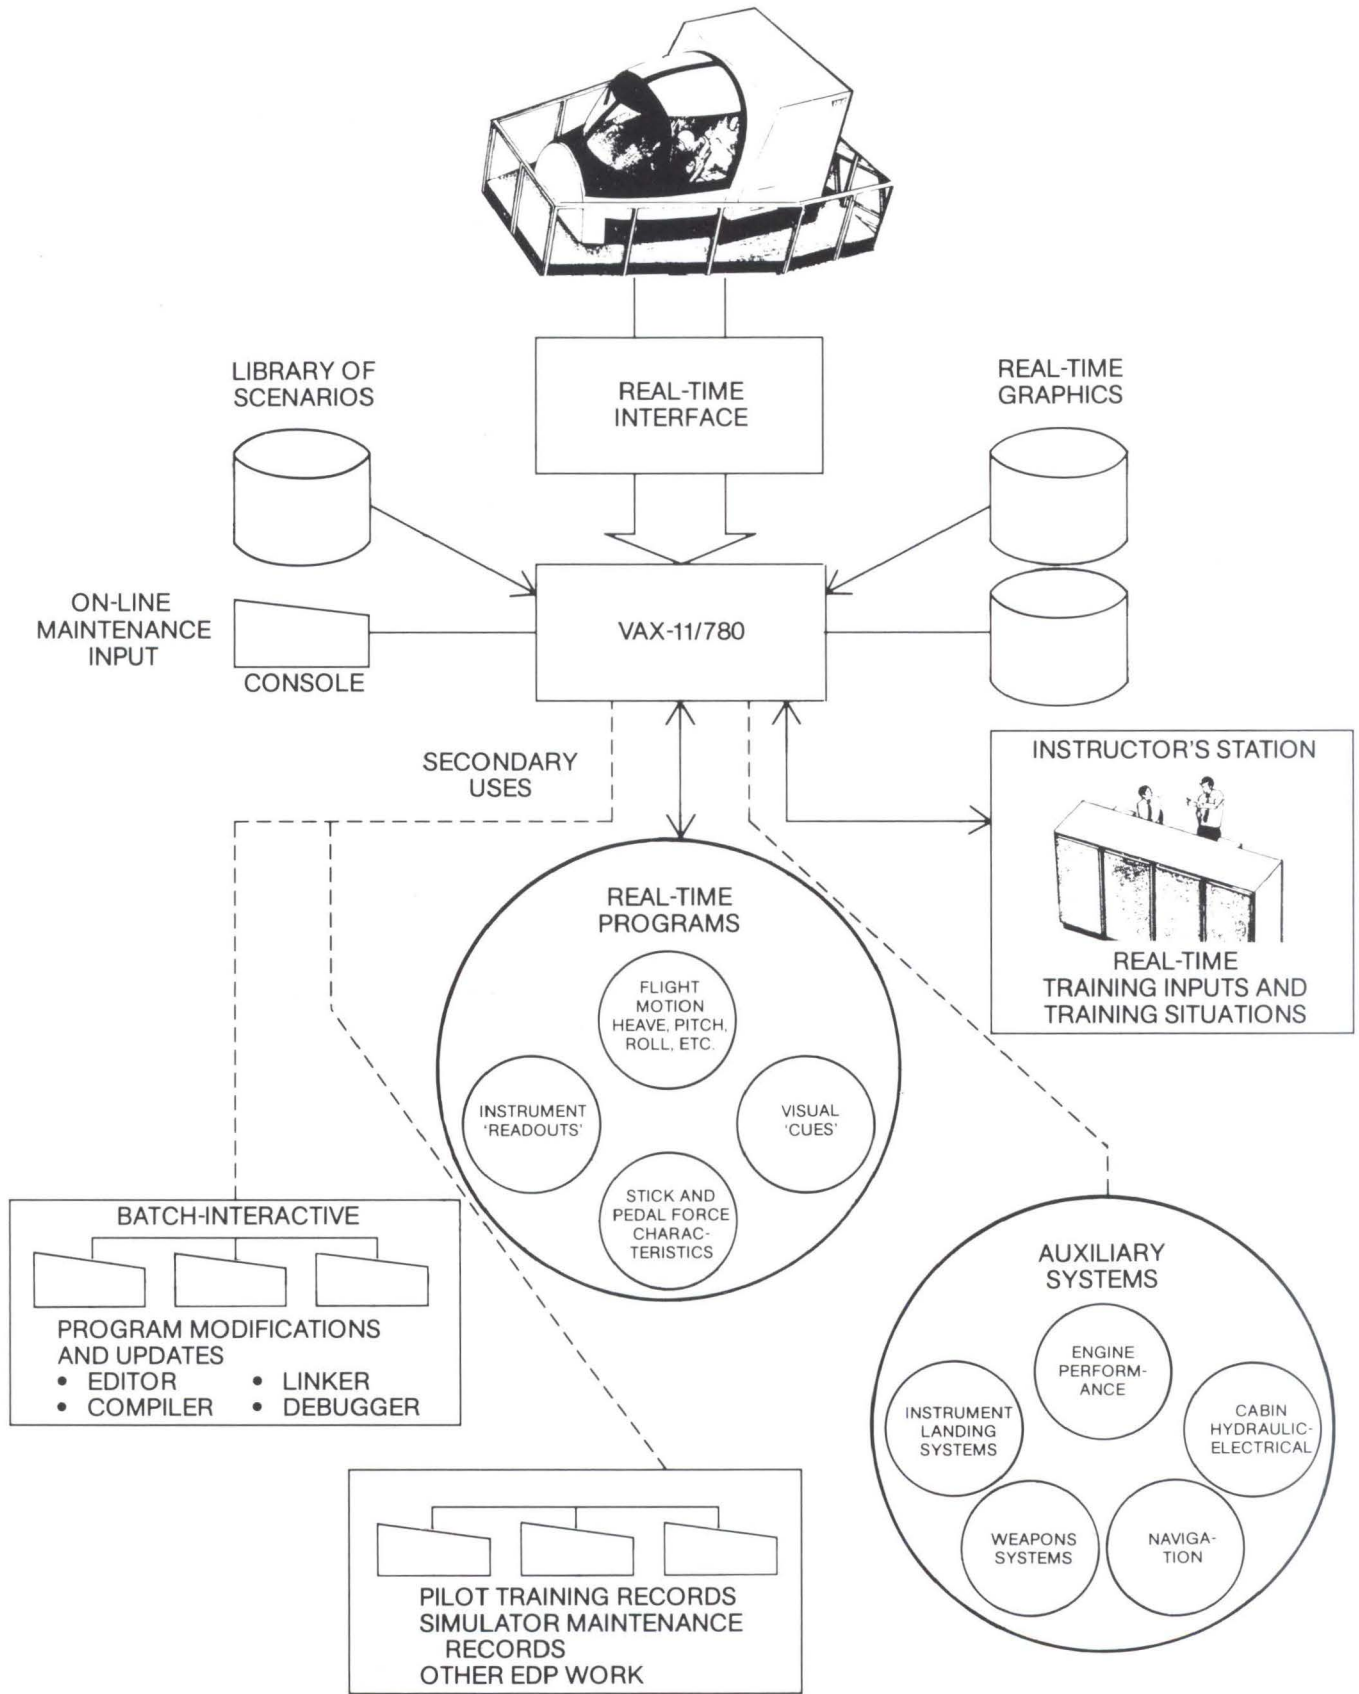 LIBRARY OF
SCENARIOS
REAL-TIME
INTERFACE
REAL-TIME
GRAPHICS
ON-LINE
MAINTENANCE
INPUT
CONSOLE
VAX-11/780
SECONDARY
USES
INSTRUCTOR'S STATION
REAL-TIME
TRAINING INPUTS AND
TRAINING SITUATIONS
REAL-TIME
PROGRAMS
FLIGHT
MOTION
HEAVE, PITCH,
ROLL, ETC.
INSTRUMENT
'READOUTS'
VISUAL
'CUES'
STICK AND
PEDAL FORCE
CHARAC-
TERISTICS
BATCH-INTERACTIVE
PROGRAM MODIFICATIONS
AND UPDATES
• EDITOR • LINKER
• COMPILER • DEBUGGER
AUXILIARY
SYSTEMS
ENGINE
PERFORM-
ANCE
INSTRUMENT
LANDING
SYSTEMS
CABIN
HYDRAULIC-
ELECTRICAL
WEAPONS
SYSTEMS
NAVIGA-
TION
PILOT TRAINING RECORDS
SIMULATOR MAINTENANCE
RECORDS
OTHER EDP WORK